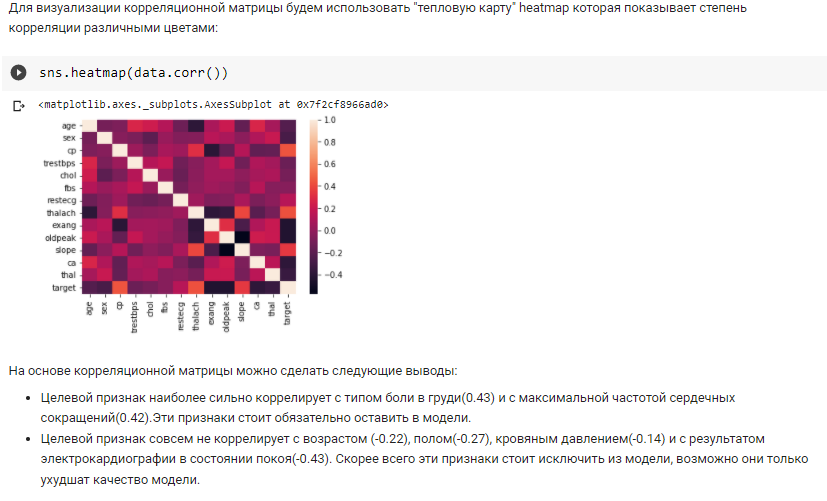 Для визуализации корреляционной матрицы будем использовать "тепловую карту" heatmap которая показывает степень
корреляции различными цветами:
sns.heatmap(data.corr())
<matplotlib.axes._subplots.AxesSubplot at 0x7f2cf8966ad0>
age
sex
cp
trestbps
chol
fbs
restecg
thalach
exang
oldpeak
slope
ca
thal
target
1.0
0.8
0.6
0.4
0.2
0.0
−0.2
−0.4
age
sex
cp
trestbps
chol
fbs
restecg
thalach
exang
oldpeak
slope
ca
thal
target
На основе корреляционной матрицы можно сделать следующие выводы:
• Целевой признак наиболее сильно коррелирует с типом боли в груди(0.43) и с максимальной частотой сердечных
сокращений(0.42).Эти признаки стоит обязательно оставить в модели.
• Целевой признак совсем не коррелирует с возрастом (-0.22), полом(-0.27), кровяным давлением(-0.14) и с результатом
электрокардиографии в состоянии покоя(-0.43). Скорее всего эти признаки стоит исключить из модели, возможно они только
ухудшат качество модели.